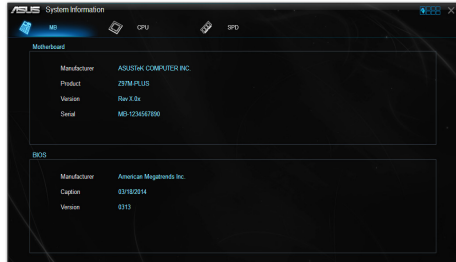 ASUS System Information
MB CPU SPD
Motherboard
Manufacturer ASUSTeK COMPUTER INC.
Product Z97M-PLUS
Version Rev X.0x
Serial MB-1234567890
BIOS
Manufacturer American Megatrends Inc.
Caption 03/18/2014
Version 0313